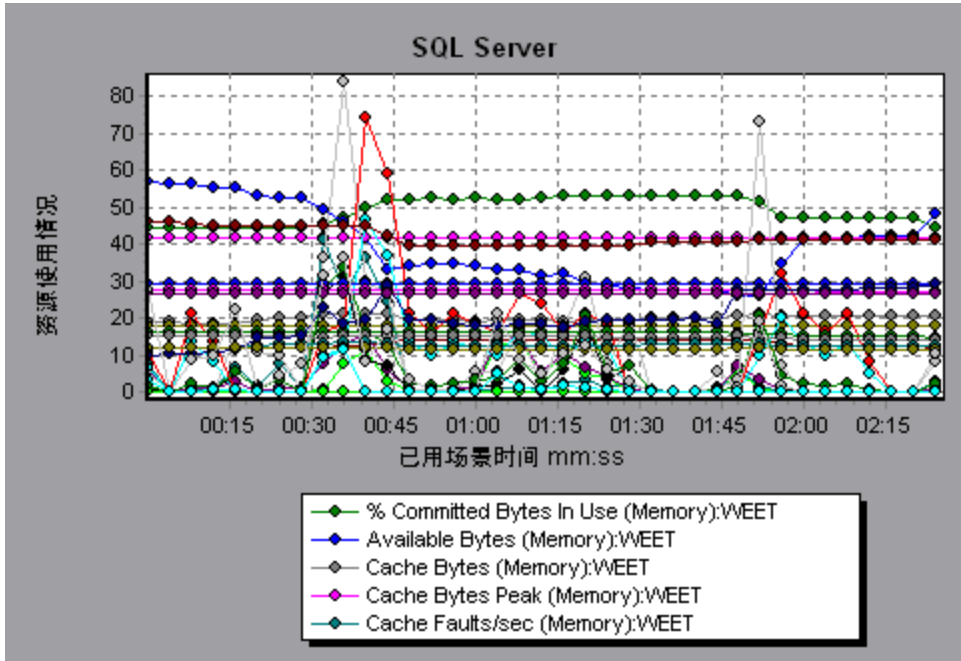 SQL Server
80
70
60
50
40
30
20
10
0
资源使用情况
00:15 00:30 00:45 01:00 01:15 01:30 01:45 02:00 02:15
已用场景时间 mm:ss
% Committed Bytes In Use (Memory):WEET
Available Bytes (Memory):WEET
Cache Bytes (Memory):WEET
Cache Bytes Peak (Memory):WEET
Cache Faults/sec (Memory):WEET